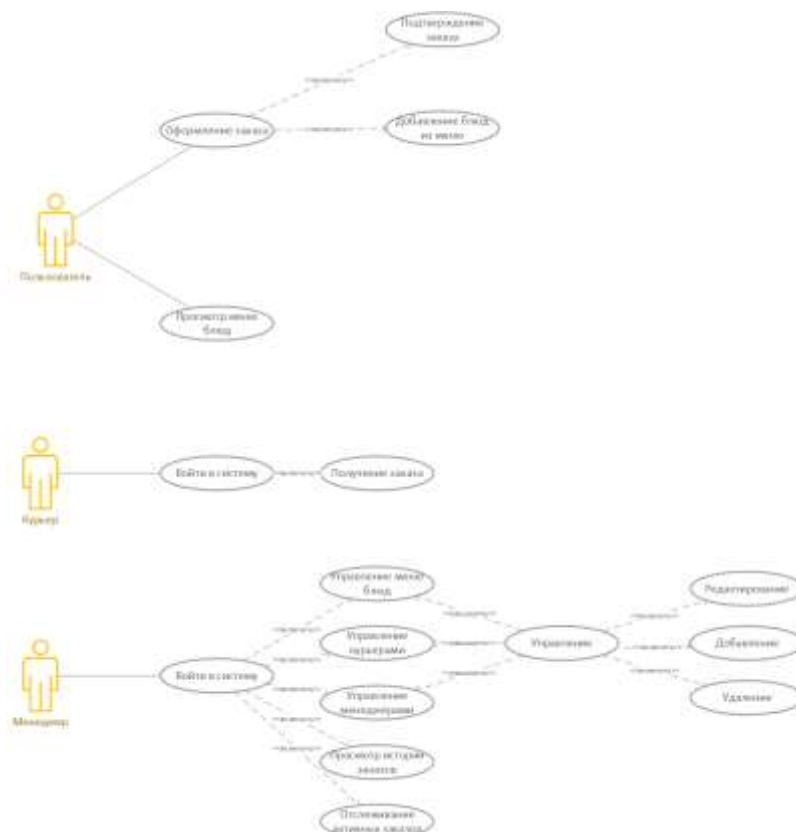 Подтверждение
заказа
Оформление заказа
Добавление блюд
из меню
Пользователь
Просмотр меню
блюд
Войти в систему
Получение заказа
Курьер
Управление меню
блюд
Редактирование
Управление
курьерами
Управление
Добавление
Войти в систему
Управление
менеджерами
Удаление
Менеджер
Просмотр истории
заказов
Отслеживание
активных заказов